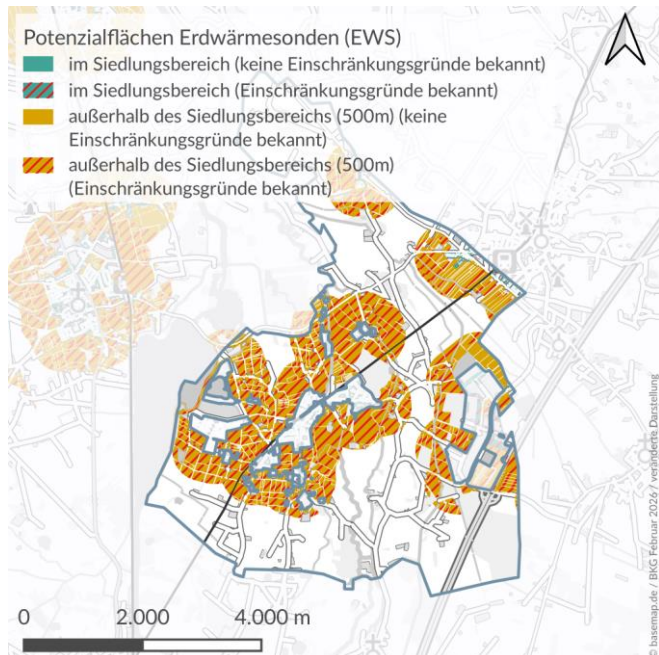 Potenzialflächen Erdwärmesonden (EWS)
im Siedlungsbereich (keine Einschränkungsgründe bekannt)
im Siedlungsbereich (Einschränkungsgründe bekannt)
außerhalb des Siedlungsbereichs (500m) (keine
Einschränkungsgründe bekannt)
außerhalb des Siedlungsbereichs (500m)
(Einschränkungsgründe bekannt)
0 2.000 4.000 m
© basemap.de / BKG Februar 2026 / veränderte Darstellung